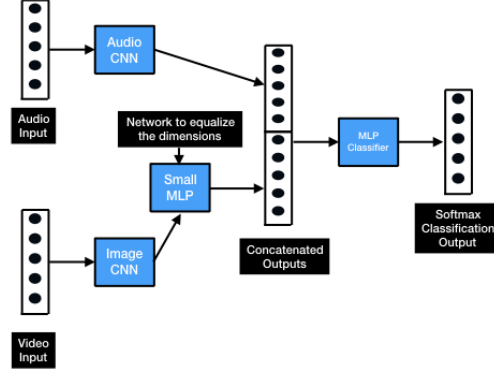 Audio
CNN
Audio
Input
Network to equalize
the dimensions
MLP
Classifier
Small
MLP
Softmax
Classification
Output
Image
CNN
Concatenated
Outputs
Video
Input